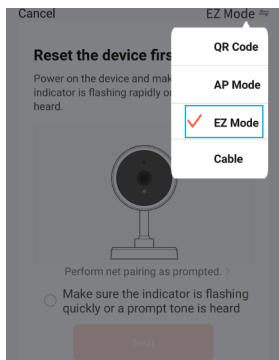 Cancel
EZ Mode
QR Code
AP Mode
EZ Mode
Cable
Reset the device firs
Power on the device and mak
indicator is flashing rapidly or
heard.
Perform net pairing as prompted. >
Make sure the indicator is flashing
quickly or a prompt tone is heard
Next